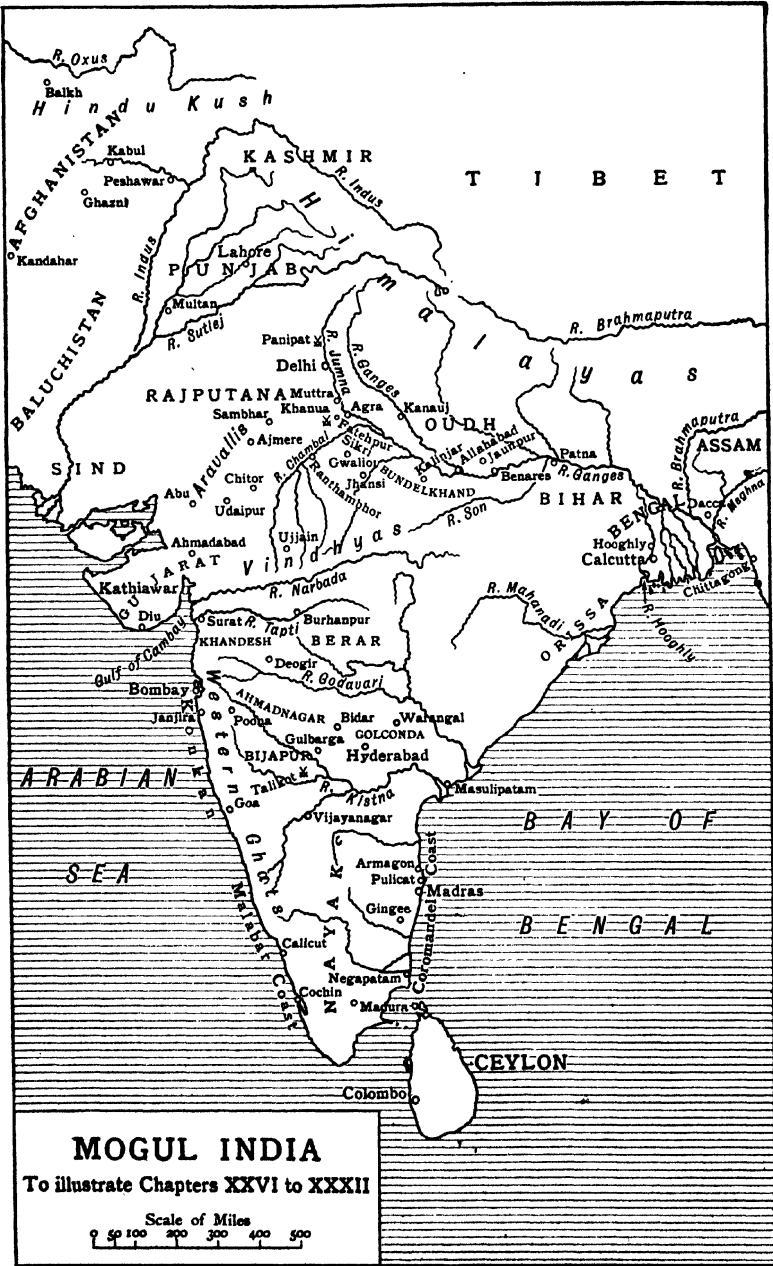 R. Oxus
Balkh
Hindu Kush
AFGHANISTAN
Kabul
Peshawar
Ghazni
Kandahar
KASHMIR
R. Indus
TIBET
Himalayas
R. Indus
Lahore
PUNJAB
Multan
R. Sutlej
BALUCHISTAN
R. Brahmaputra
Panipat
Delhi
R. Jumna
R. Ganges
RAJPUTANA
Muttra
Sambhar
Khanua
Agra
Kanauj
OUDH
Fatehpur
Sikri
Ajmere
Aravallis
R. Chambal
Gwalior
Kalinjar
Allahabad
Jaunpur
Patna
R. Ganges
R. Brahmaputra
ASSAM
SIND
Chitor
Ranthambhor
Jhansi
BUNDELKHAND
Benares
BIHAR
BENGAL
Dacca
R. Meghna
Abu
Udaipur
R. Son
Ujjain
Vindhyas
Ahmadabad
GUJARAT
Hooghly
Calcutta
Chittagong
Kathiawar
R. Narbada
R. Mahanadi
R. Hooghly
Diu
Surat
R. Tapti
Burhanpur
ORISSA
Gulf of Cambay
KHANDESH
BERAR
Deogir
R. Godavari
Bombay
Western Ghats
AHMADNAGAR
Janjira
Poona
Bidar
Warangal
Konkan
Gulbarga
GOLCONDA
BIJAPUR
Hyderabad
ARABIAN
SEA
Talikot
R. Kistna
Masulipatam
Goa
Vijayanagar
BAY OF
BENGAL
NAYAKS
Armagon
Pulicat
Madras
Coromandel Coast
Gingee
Malabar Coast
Calicut
Negapatam
Cochin
Madura
CEYLON
Colombo
MOGUL INDIA
To illustrate Chapters XXVI to XXXII
Scale of Miles
0 50 100 200 300 400 500